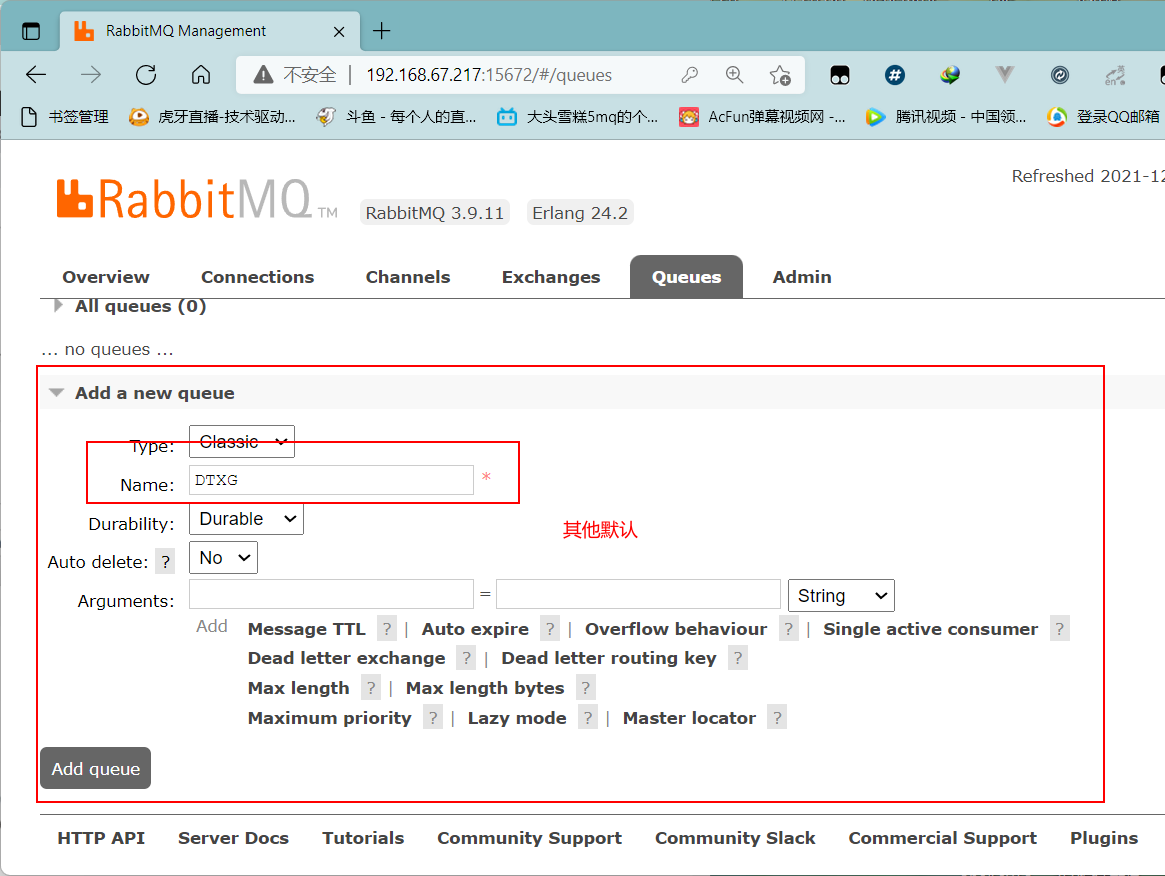 RabbitMQ Management
不安全 | 192.168.67.217:15672/#/queues
书签管理 虎牙直播-技术驱动... 斗鱼 - 每个人的直... 大头雪糕5mq的个... AcFun弹幕视频网 -... 腾讯视频 - 中国领... 登录QQ邮箱
Refreshed 2021-12
RabbitMQ TM RabbitMQ 3.9.11 Erlang 24.2
Overview Connections Channels Exchanges Queues Admin
All queues (0)
... no queues ...
Add a new queue
Type: Classic
Name: DTXG *
Durability: Durable
其他默认
Auto delete: ? No
Arguments: = String
Add Message TTL ? | Auto expire ? | Overflow behaviour ? | Single active consumer ?
Dead letter exchange ? | Dead letter routing key ?
Max length ? | Max length bytes ?
Maximum priority ? | Lazy mode ? | Master locator ?
Add queue
HTTP API Server Docs Tutorials Community Support Community Slack Commercial Support Plugins